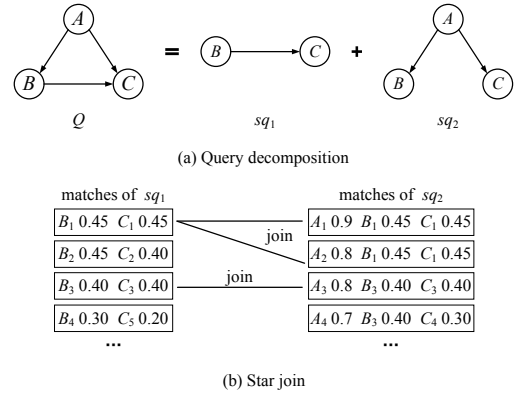 A
B
C
=
B
C
+
A
B
C
Q
sq₁
sq₂
(a) Query decomposition
matches of sq₁
matches of sq₂
B₁ 0.45 C₁ 0.45
A₁ 0.9 B₁ 0.45 C₁ 0.45
join
B₂ 0.45 C₂ 0.40
A₂ 0.8 B₁ 0.45 C₁ 0.45
join
B₃ 0.40 C₃ 0.40
A₃ 0.8 B₃ 0.40 C₃ 0.40
B₄ 0.30 C₅ 0.20
A₄ 0.7 B₃ 0.40 C₄ 0.30
...
...
(b) Star join